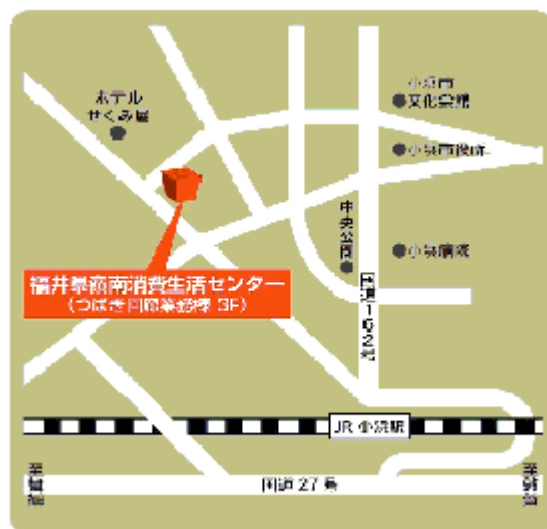 ホテル
せくみ屋
小浜市
文化会館
小浜市役所
中央公園
小浜病院
福井県嶺南消費生活センター
(つばき回廊業務棟 3F)
国道162号
JR 小浜駅
国道 27 号